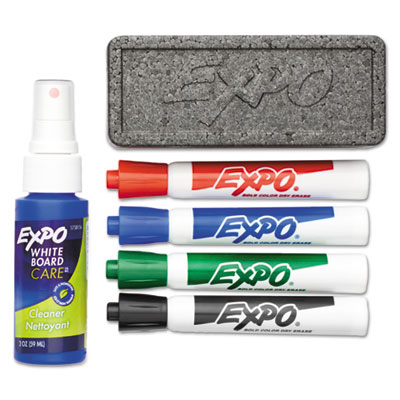 EXPO
EXPO
WHITE
BOARD
CARE
Cleaner
Nettoyant
2 OZ (59 ML)
EXPO
BOLD COLOR DRY ERASE
EXPO
BOLD COLOR DRY ERASE
EXPO
BOLD COLOR DRY ERASE
EXPO
BOLD COLOR DRY ERASE